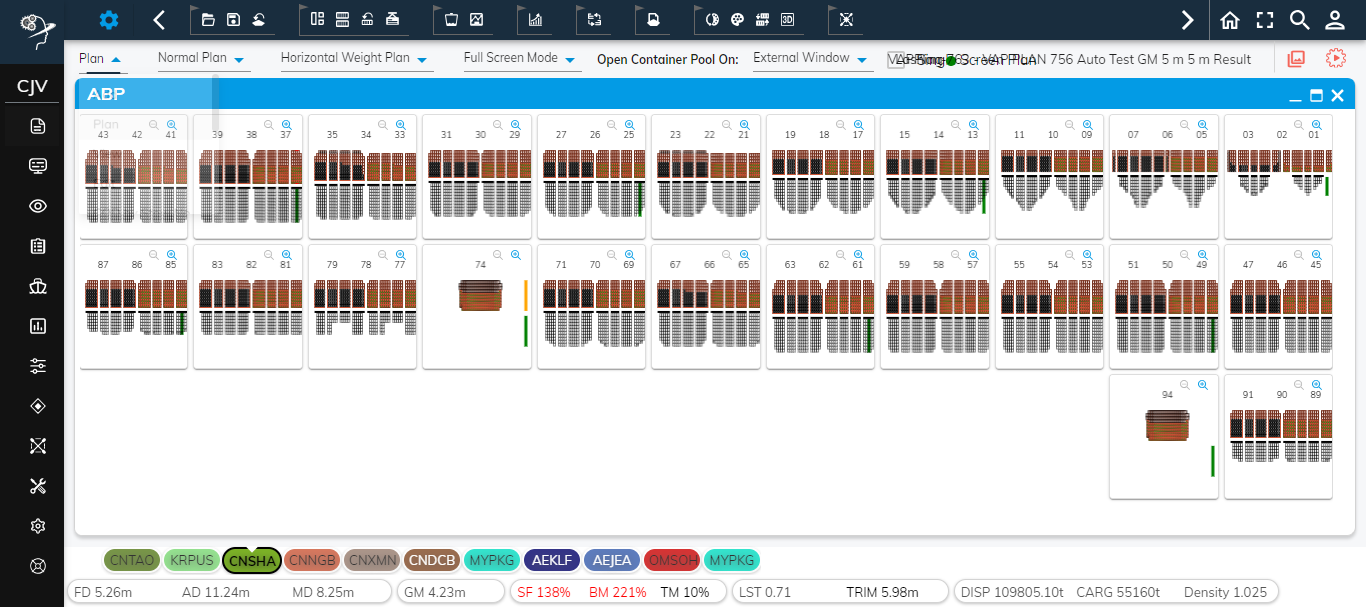 3D
CJV
Plan
Normal Plan
Horizontal Weight Plan
Full Screen Mode
Open Container Pool On:
External Window
VAPPLAN 756 Auto Test GM 5 m 5 m Result
ABP
Plan
43 42 41
39 38 37
35 34 33
31 30 29
27 26 25
23 22 21
19 18 17
15 14 13
11 10 09
07 06 05
03 02 01
87 86 85
83 82 81
79 78 77
74
71 70 69
67 66 65
63 62 61
59 58 57
55 54 53
51 50 49
47 46 45
94
91 90 89
CNTAO KRPUS CNSHA CNNGB CNXMN CNDCB MYPKG AEKLF AEJEA OMSOH MYPKG
FD 5.26m AD 11.24m MD 8.25m GM 4.23m SF 138% BM 221% TM 10% LST 0.71 TRIM 5.98m DISP 109805.10t CARG 55160t Density 1.025